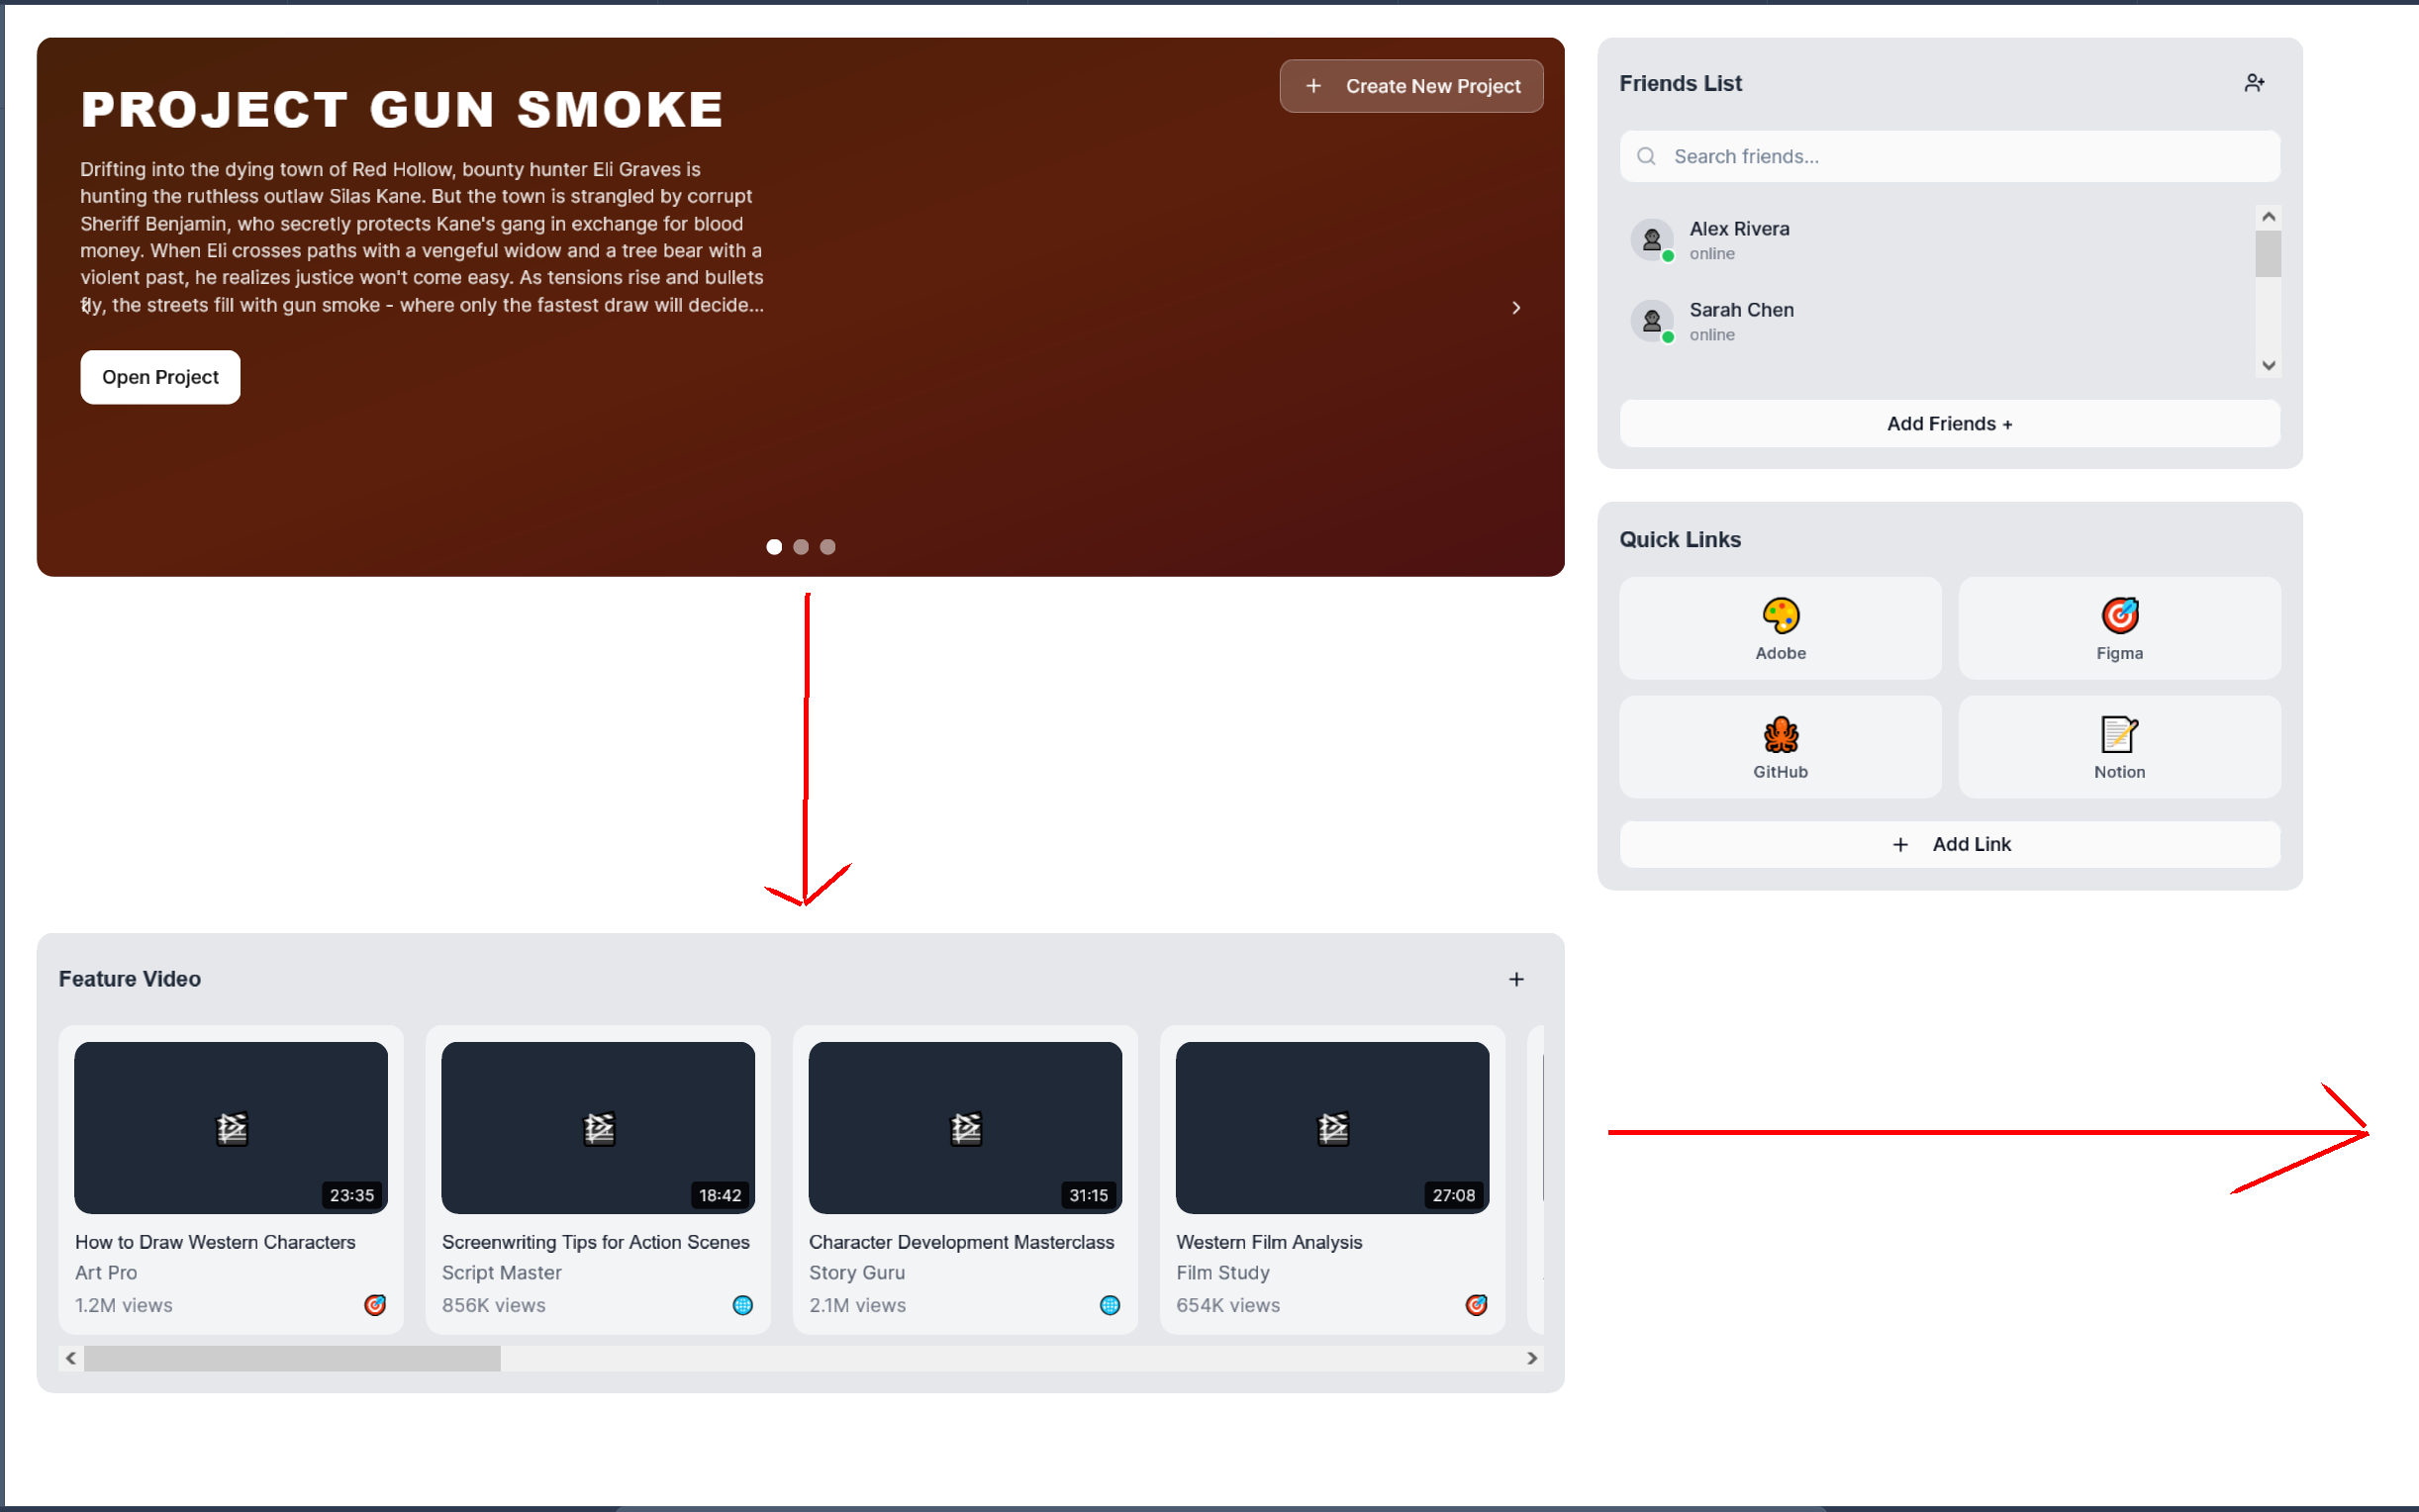 PROJECT GUN SMOKE
Create New Project
Drifting into the dying town of Red Hollow, bounty hunter Eli Graves is
hunting the ruthless outlaw Silas Kane. But the town is strangled by corrupt
Sheriff Benjamin, who secretly protects Kane's gang in exchange for blood
money. When Eli crosses paths with a vengeful widow and a tree bear with a
violent past, he realizes justice won't come easy. As tensions rise and bullets
fly, the streets fill with gun smoke - where only the fastest draw will decide...
Open Project
Friends List
Search friends...
Alex Rivera
online
Sarah Chen
online
Add Friends +
Quick Links
Adobe
Figma
GitHub
Notion
+ Add Link
Feature Video
23:35
How to Draw Western Characters
Art Pro
1.2M views
18:42
Screenwriting Tips for Action Scenes
Script Master
856K views
31:15
Character Development Masterclass
Story Guru
2.1M views
27:08
Western Film Analysis
Film Study
654K views